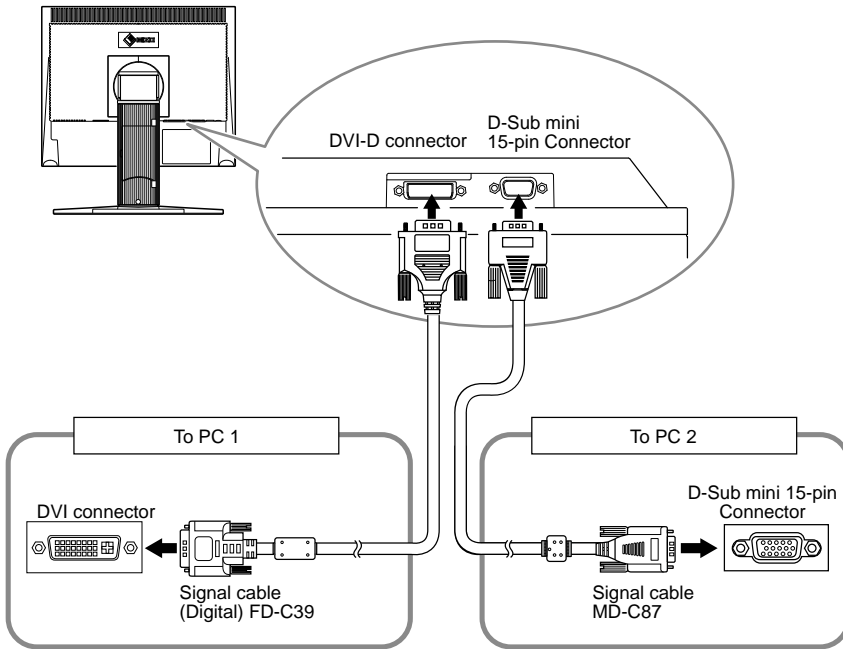 DVI-D connector
D-Sub mini
15-pin Connector
To PC 1
To PC 2
DVI connector
D-Sub mini 15-pin
Connector
Signal cable
(Digital) FD-C39
Signal cable
MD-C87